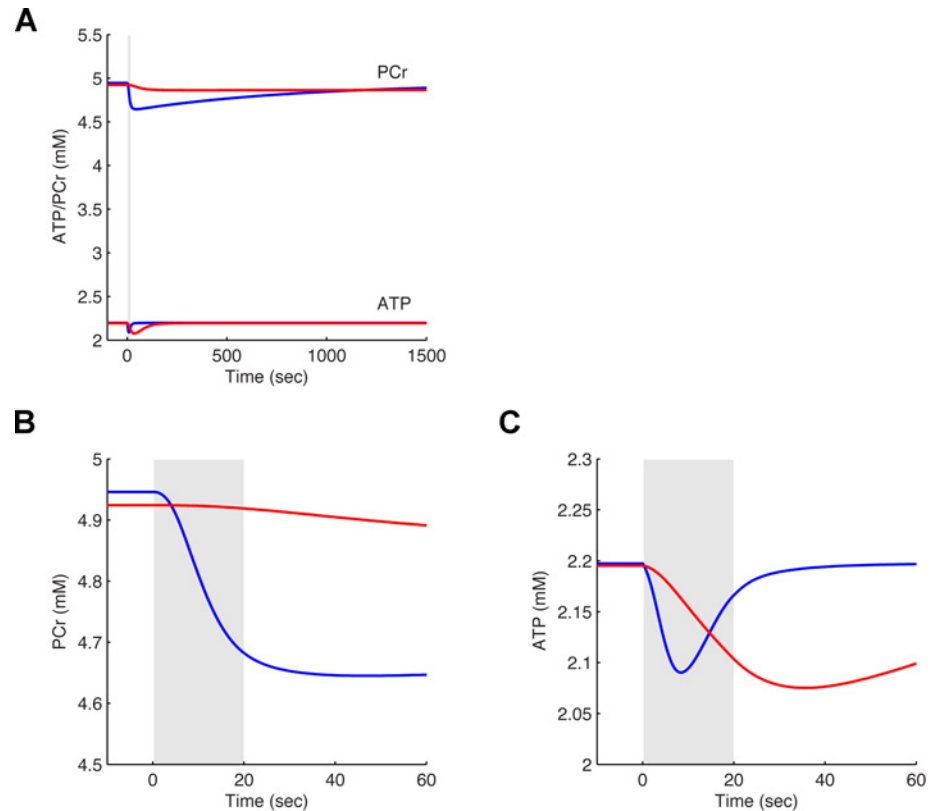 A
5.5
5
4.5
4
3.5
3
2.5
2
ATP/PCr (mM)
PCr
ATP
0 500 1000 1500
Time (sec)
B
5
4.9
4.8
4.7
4.6
4.5
PCr (mM)
0 20 40 60
Time (sec)
C
2.3
2.25
2.2
2.15
2.1
2.05
2
ATP (mM)
0 20 40 60
Time (sec)